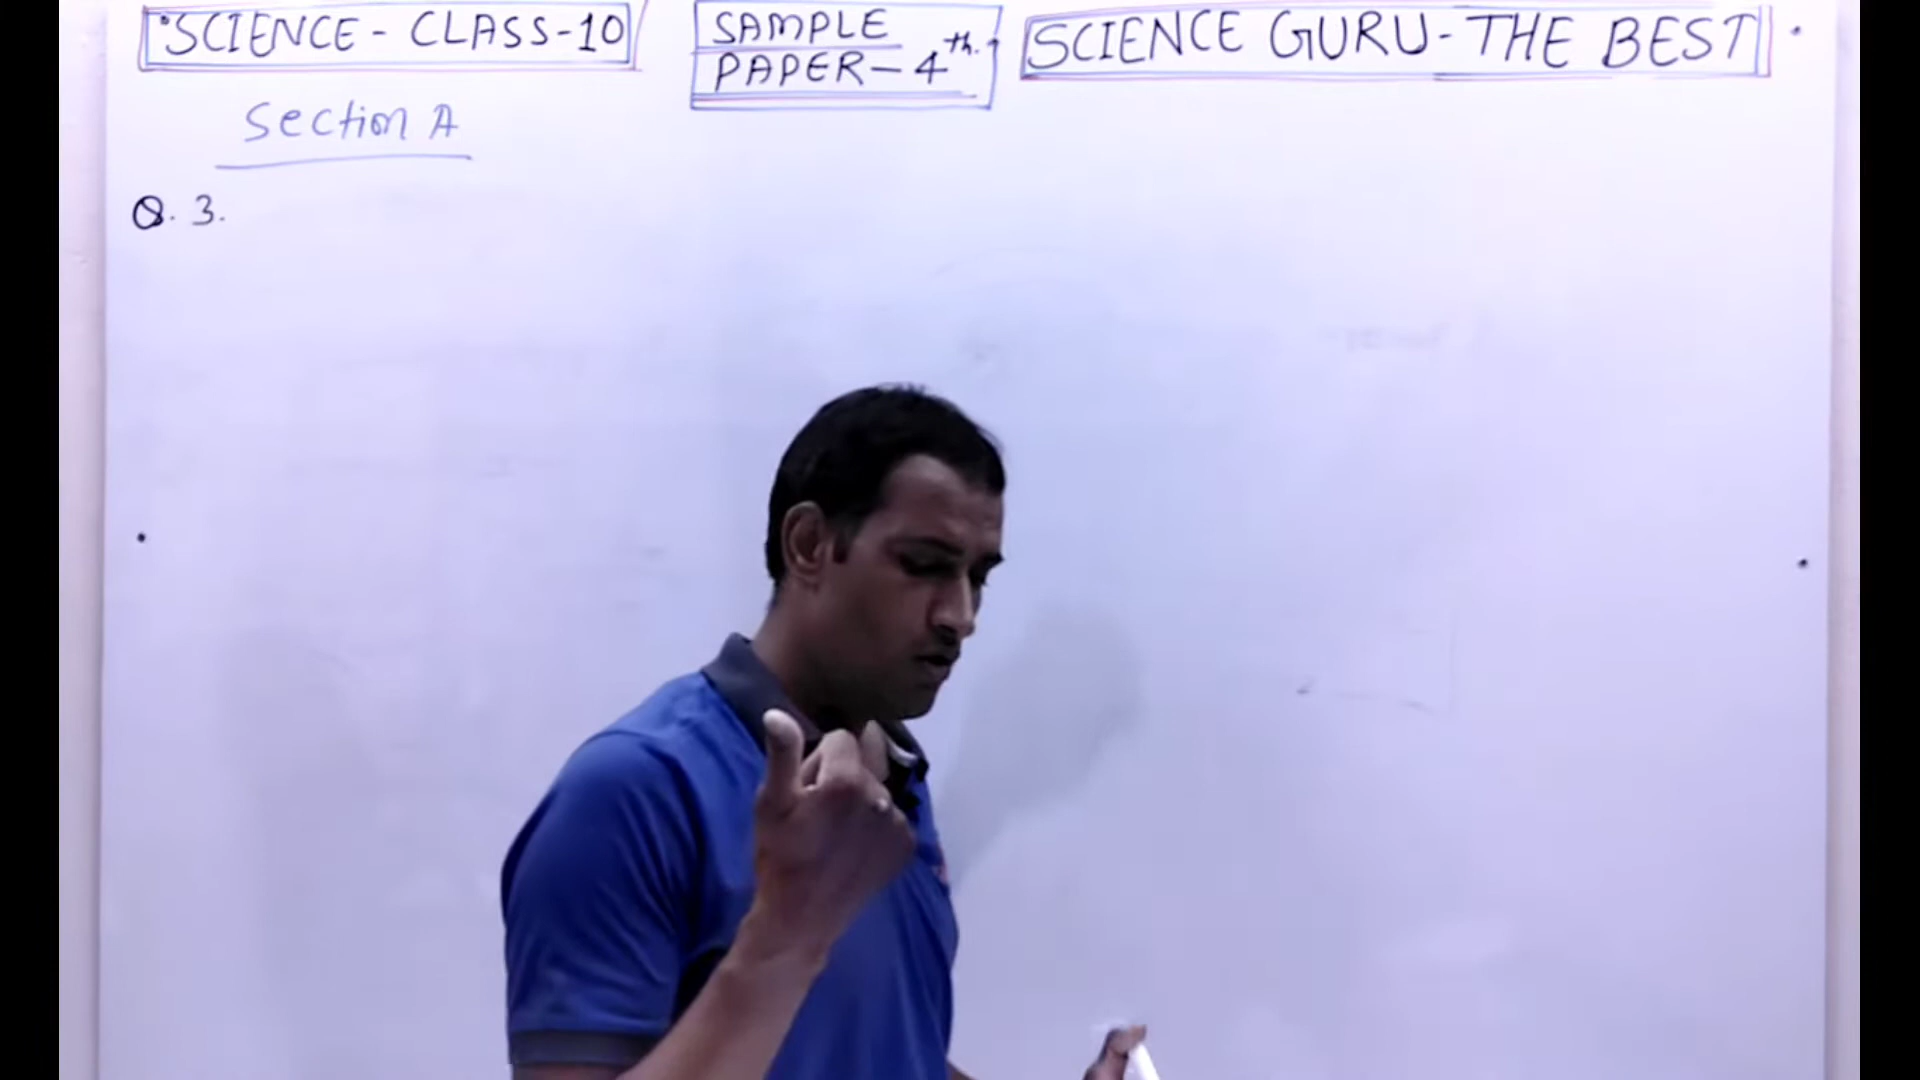 SCIENCE - CLASS-10
SAMPLE
PAPER - 4th.
SCIENCE GURU - THE BEST
Section A
Q. 3.